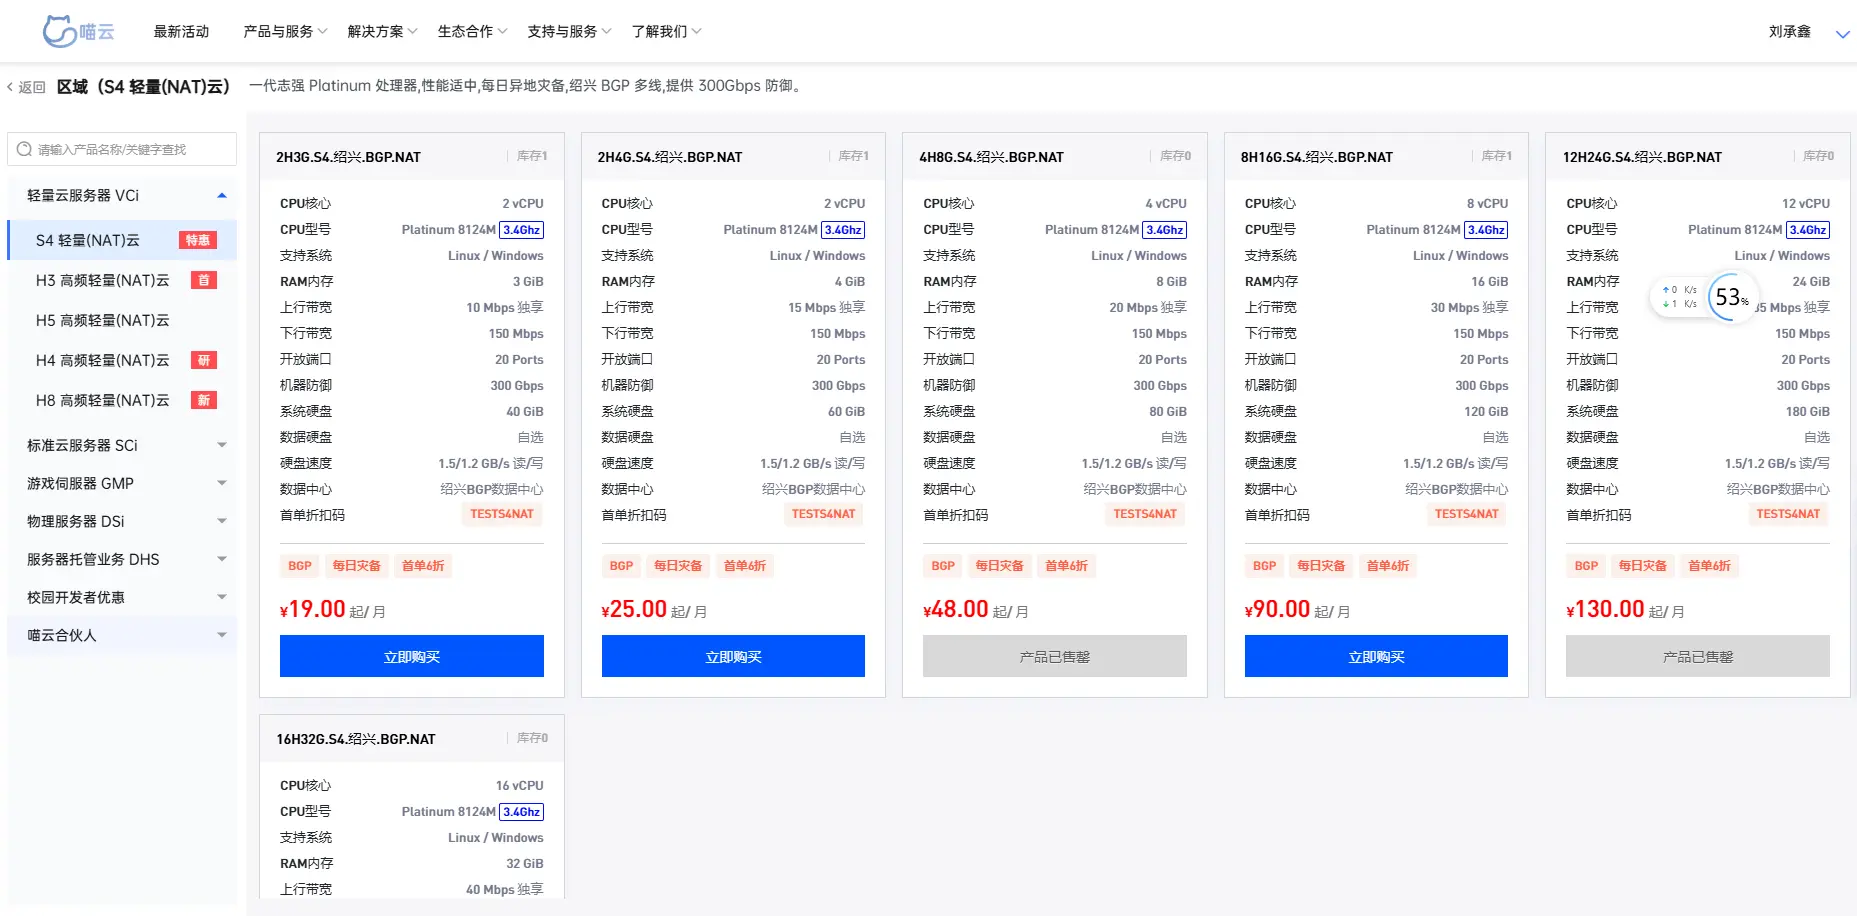 喵云
最新活动 产品与服务 解决方案 生态合作 支持与服务 了解我们 刘承鑫
返回 区域（S4 轻量(NAT)云） 一代志强 Platinum 处理器,性能适中,每日异地灾备,绍兴 BGP 多线,提供 300Gbps 防御。
请输入产品名称/关键字查找
轻量云服务器 VCi
S4 轻量(NAT)云 特惠
H3 高频轻量(NAT)云 首
H5 高频轻量(NAT)云
H4 高频轻量(NAT)云 研
H8 高频轻量(NAT)云 新
标准云服务器 SCi
游戏伺服器 GMP
物理服务器 DSi
服务器托管业务 DHS
校园开发者优惠
喵云合伙人
2H3G.S4.绍兴.BGP.NAT 库存1
CPU核心 2 vCPU
CPU型号 Platinum 8124M 3.4Ghz
支持系统 Linux / Windows
RAM内存 3 GiB
上行带宽 10 Mbps 独享
下行带宽 150 Mbps
开放端口 20 Ports
机器防御 300 Gbps
系统硬盘 40 GiB
数据硬盘 自选
硬盘速度 1.5/1.2 GB/s 读/写
数据中心 绍兴BGP数据中心
首单折扣码 TESTS4NAT
BGP 每日灾备 首单6折
¥19.00 起/ 月
立即购买
2H4G.S4.绍兴.BGP.NAT 库存1
CPU核心 2 vCPU
CPU型号 Platinum 8124M 3.4Ghz
支持系统 Linux / Windows
RAM内存 4 GiB
上行带宽 15 Mbps 独享
下行带宽 150 Mbps
开放端口 20 Ports
机器防御 300 Gbps
系统硬盘 60 GiB
数据硬盘 自选
硬盘速度 1.5/1.2 GB/s 读/写
数据中心 绍兴BGP数据中心
首单折扣码 TESTS4NAT
BGP 每日灾备 首单6折
¥25.00 起/ 月
立即购买
4H8G.S4.绍兴.BGP.NAT 库存0
CPU核心 4 vCPU
CPU型号 Platinum 8124M 3.4Ghz
支持系统 Linux / Windows
RAM内存 8 GiB
上行带宽 20 Mbps 独享
下行带宽 150 Mbps
开放端口 20 Ports
机器防御 300 Gbps
系统硬盘 80 GiB
数据硬盘 自选
硬盘速度 1.5/1.2 GB/s 读/写
数据中心 绍兴BGP数据中心
首单折扣码 TESTS4NAT
BGP 每日灾备 首单6折
¥48.00 起/ 月
产品已售罄
8H16G.S4.绍兴.BGP.NAT 库存1
CPU核心 8 vCPU
CPU型号 Platinum 8124M 3.4Ghz
支持系统 Linux / Windows
RAM内存 16 GiB
上行带宽 30 Mbps 独享
下行带宽 150 Mbps
开放端口 20 Ports
机器防御 300 Gbps
系统硬盘 120 GiB
数据硬盘 自选
硬盘速度 1.5/1.2 GB/s 读/写
数据中心 绍兴BGP数据中心
首单折扣码 TESTS4NAT
BGP 每日灾备 首单6折
¥90.00 起/ 月
立即购买
12H24G.S4.绍兴.BGP.NAT 库存0
CPU核心 12 vCPU
CPU型号 Platinum 8124M 3.4Ghz
支持系统 Linux / Windows
RAM内存 24 GiB
上行带宽 Mbps 独享
下行带宽 150 Mbps
开放端口 20 Ports
机器防御 300 Gbps
系统硬盘 180 GiB
数据硬盘 自选
硬盘速度 1.5/1.2 GB/s 读/写
数据中心 绍兴BGP数据中心
首单折扣码 TESTS4NAT
BGP 每日灾备 首单6折
¥130.00 起/ 月
产品已售罄
0 K/s
1 K/s
53%
16H32G.S4.绍兴.BGP.NAT 库存0
CPU核心 16 vCPU
CPU型号 Platinum 8124M 3.4Ghz
支持系统 Linux / Windows
RAM内存 32 GiB
上行带宽 40 Mbps 独享